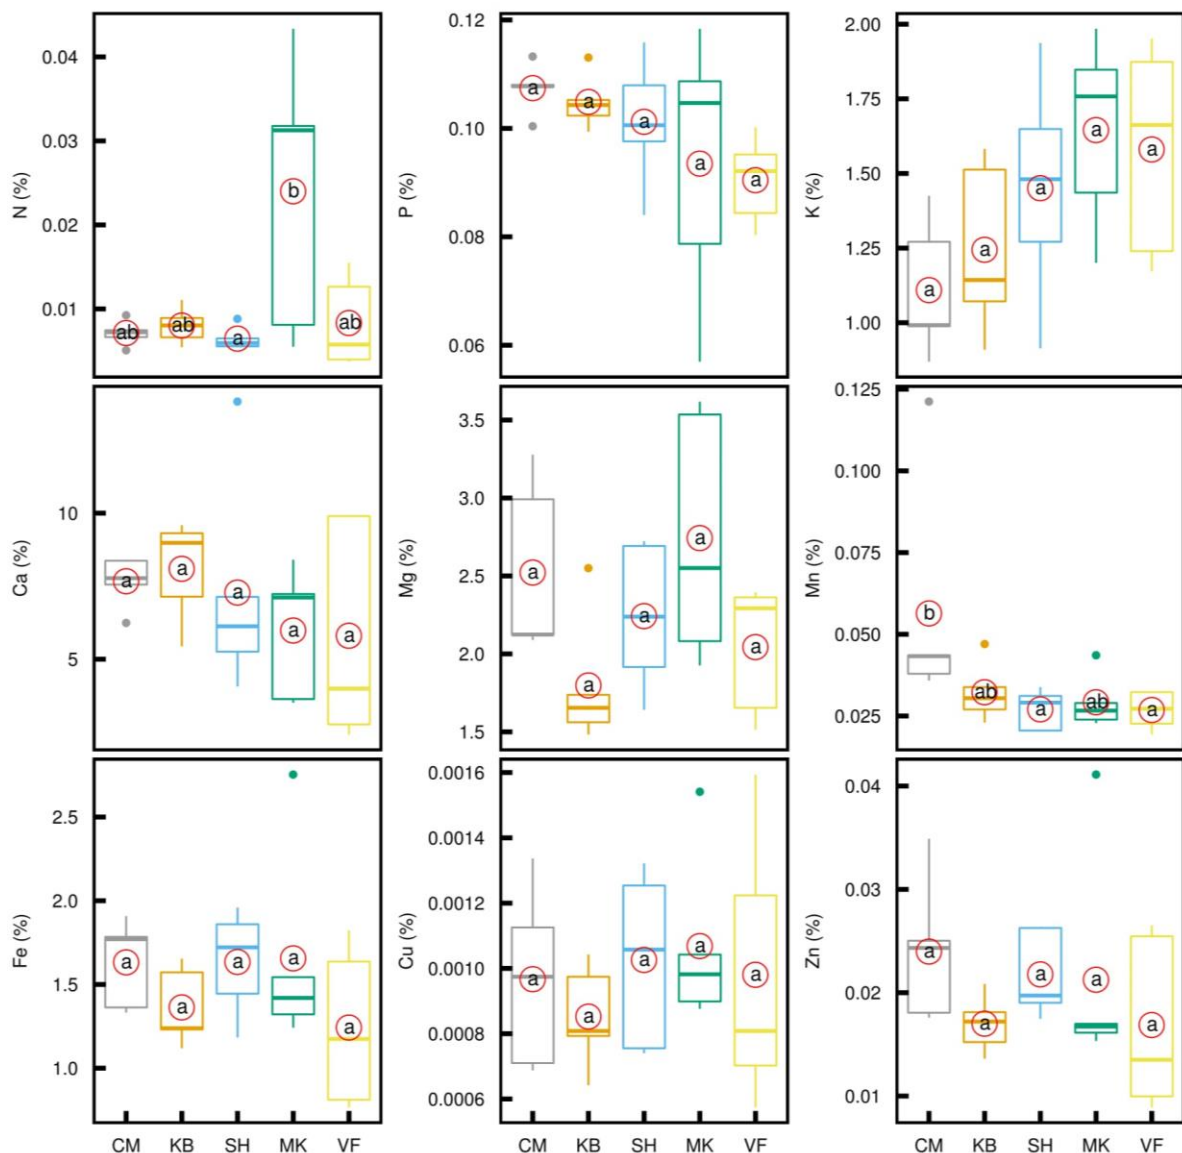 N (%)
0.04
0.03
0.02
0.01
ab
ab
a
b
ab
P (%)
0.12
0.10
0.08
0.06
a
a
a
a
a
K (%)
2.00
1.75
1.50
1.25
1.00
a
a
a
a
a
Ca (%)
10
5
a
a
a
a
a
Mg (%)
3.5
3.0
2.5
2.0
1.5
a
a
a
a
a
Mn (%)
0.125
0.100
0.075
0.050
0.025
b
ab
a
ab
a
Fe (%)
2.5
2.0
1.5
1.0
a
a
a
a
a
CM KB SH MK VF
Cu (%)
0.0016
0.0014
0.0012
0.0010
0.0008
0.0006
a
a
a
a
a
CM KB SH MK VF
Zn (%)
0.04
0.03
0.02
0.01
a
a
a
a
a
CM KB SH MK VF